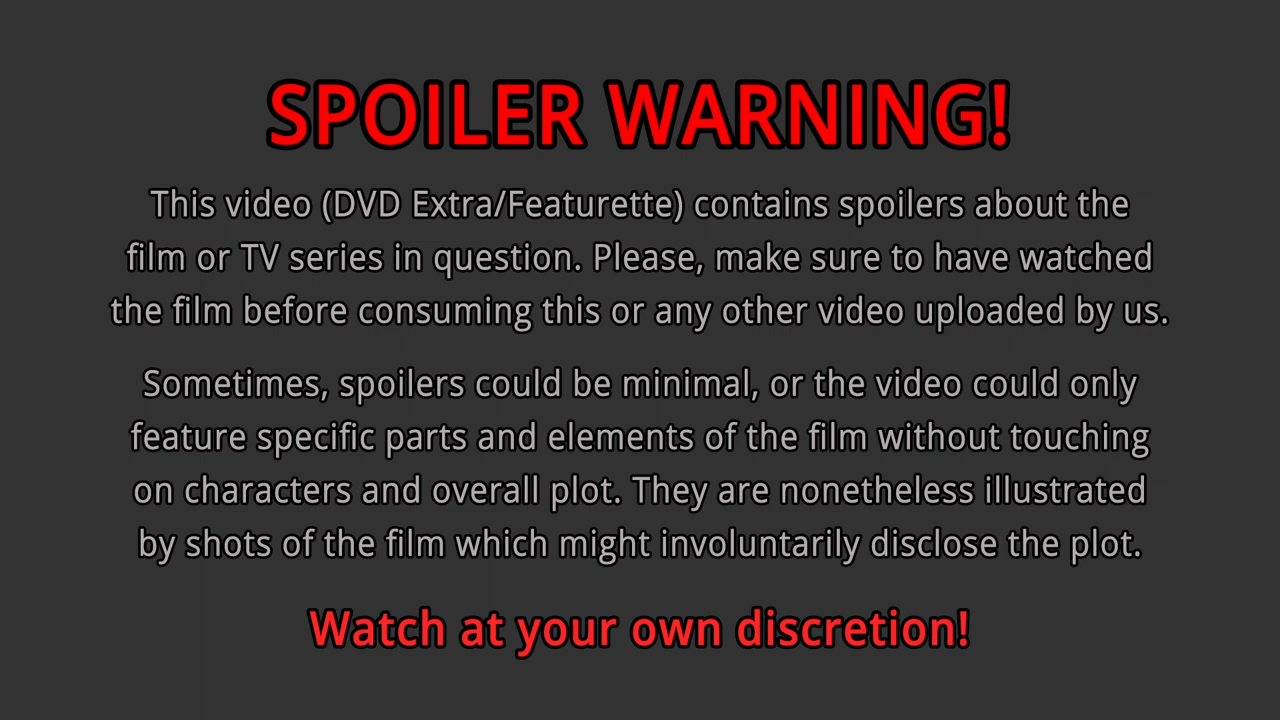 SPOILER WARNING!
This video (DVD Extra/Featurette) contains spoilers about the
film or TV series in question. Please, make sure to have watched
the film before consuming this or any other video uploaded by us.
Sometimes, spoilers could be minimal, or the video could only
feature specific parts and elements of the film without touching
on characters and overall plot. They are nonetheless illustrated
by shots of the film which might involuntarily disclose the plot.
Watch at your own discretion!